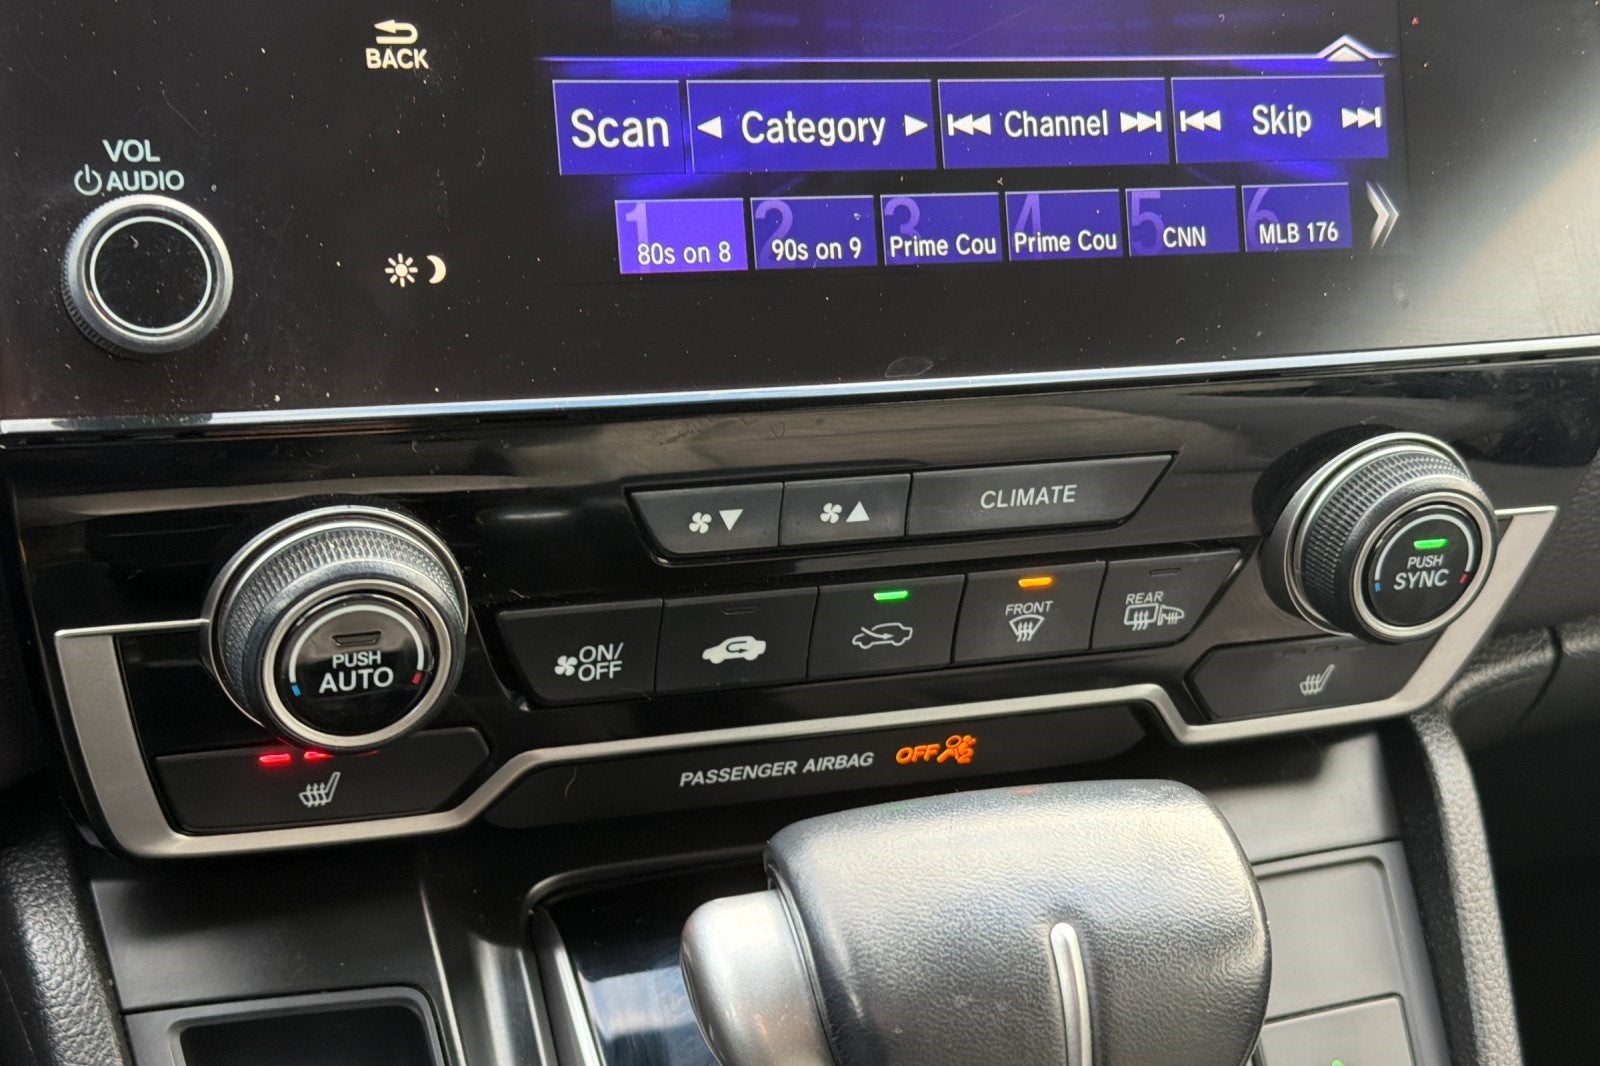 BACK
VOL
AUDIO
Scan
Category
Channel
Skip
1 80s on 8
2 90s on 9
3 Prime Cou
4 Prime Cou
5 CNN
6 MLB 176
CLIMATE
PUSH
SYNC
PUSH
AUTO
ON/
OFF
FRONT
REAR
PASSENGER AIRBAG OFF